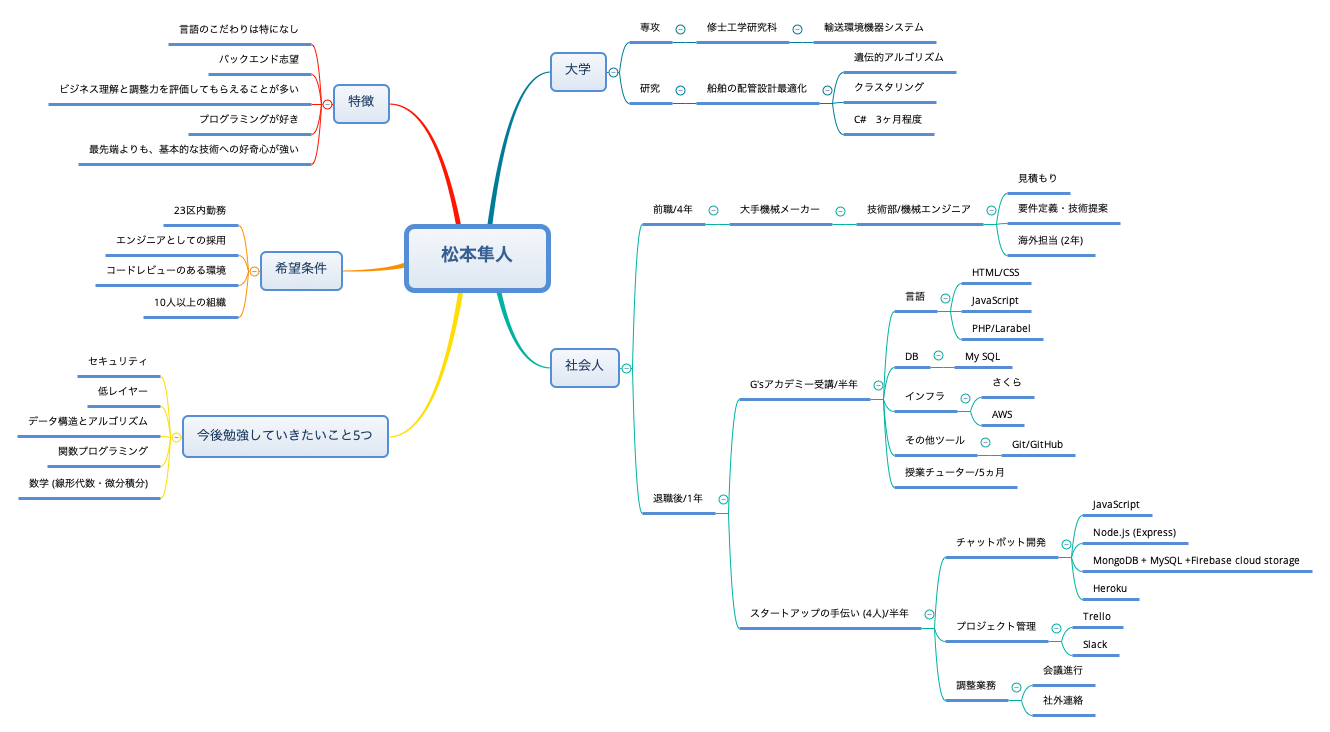 松本隼人
特徴
言語のこだわりは特になし
バックエンド志望
ビジネス理解と調整力を評価してもらえることが多い
プログラミングが好き
最先端よりも、基本的な技術への好奇心が強い
希望条件
23区内勤務
エンジニアとしての採用
コードレビューのある環境
10人以上の組織
今後勉強していきたいこと5つ
セキュリティ
低レイヤー
データ構造とアルゴリズム
関数プログラミング
数学 (線形代数・微分積分)
大学
専攻
修士工学研究科
輸送環境機器システム
研究
船舶の配管設計最適化
遺伝的アルゴリズム
クラスタリング
C#　3ヶ月程度
社会人
前職/4年
大手機械メーカー
技術部/機械エンジニア
見積もり
要件定義・技術提案
海外担当 (2年)
退職後/1年
G'sアカデミー受講/半年
言語
HTML/CSS
JavaScript
PHP/Larabel
DB
My SQL
インフラ
さくら
AWS
その他ツール
Git/GitHub
授業チューター/5ヵ月
スタートアップの手伝い (4人)/半年
チャットボット開発
JavaScript
Node.js (Express)
MongoDB + MySQL +Firebase cloud storage
Heroku
プロジェクト管理
Trello
Slack
調整業務
会議進行
社外連絡